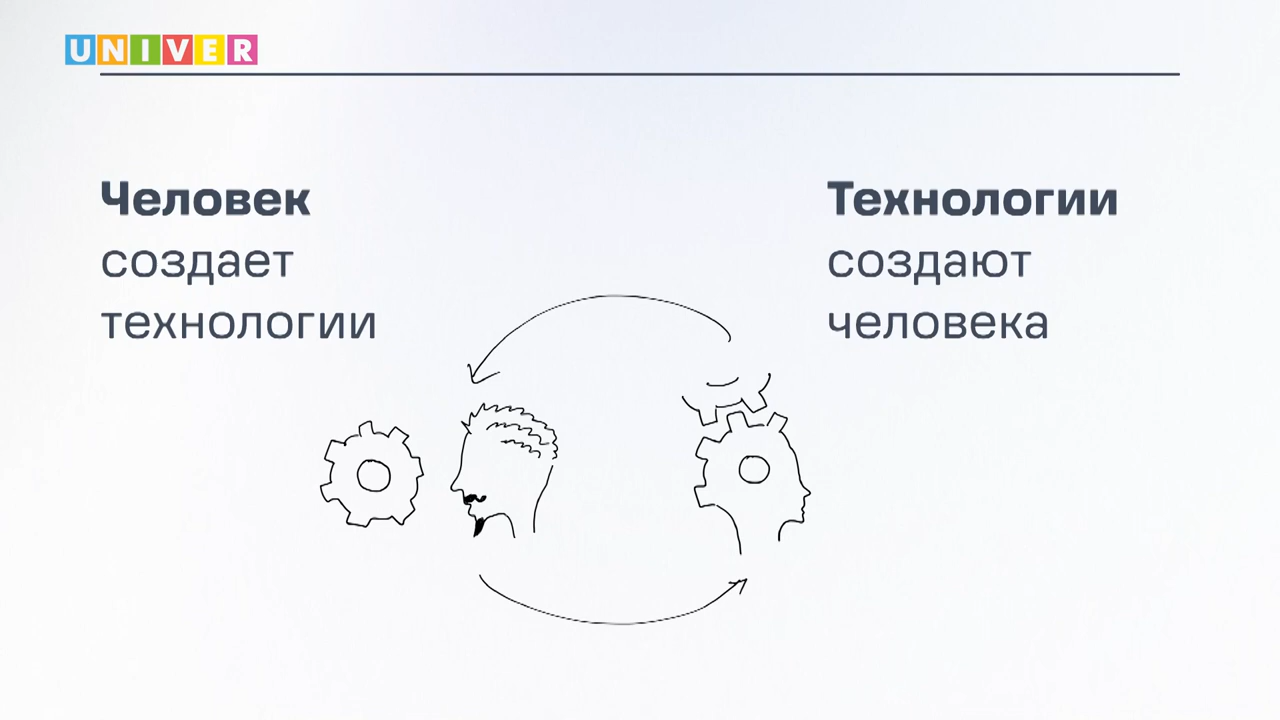 UNIVER
Человек
создает
технологии
Технологии
создают
человека